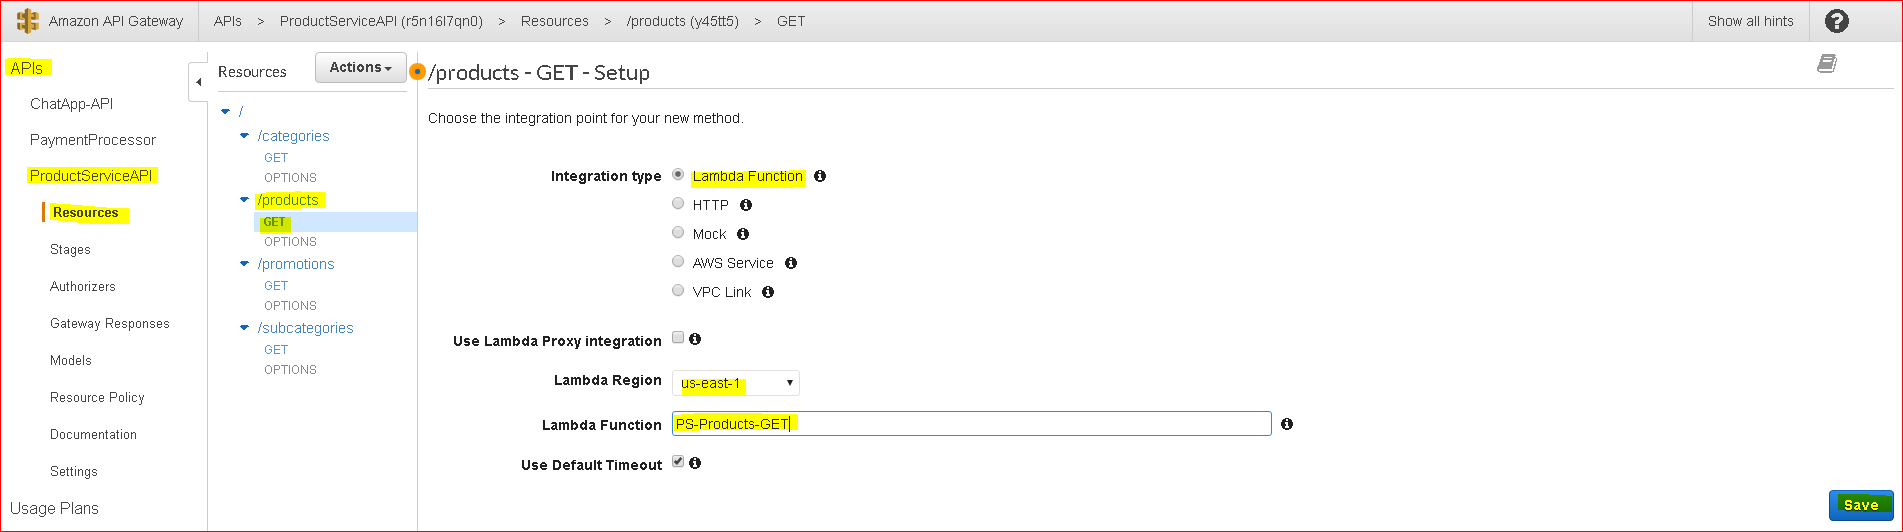 Amazon API Gateway APIs > ProductServiceAPI (r5n16l7qn0) > Resources > /products (y45tt5) > GET Show all hints ?
APIs
ChatApp-API
PaymentProcessor
ProductServiceAPI
Resources
Stages
Authorizers
Gateway Responses
Models
Resource Policy
Documentation
Settings
Usage Plans
Resources Actions
/
/categories
GET
OPTIONS
/products
GET
OPTIONS
/promotions
GET
OPTIONS
/subcategories
GET
OPTIONS
/products - GET - Setup
Choose the integration point for your new method.
Integration type Lambda Function
HTTP
Mock
AWS Service
VPC Link
Use Lambda Proxy integration
Lambda Region us-east-1
Lambda Function PS-Products-GET
Use Default Timeout
Save